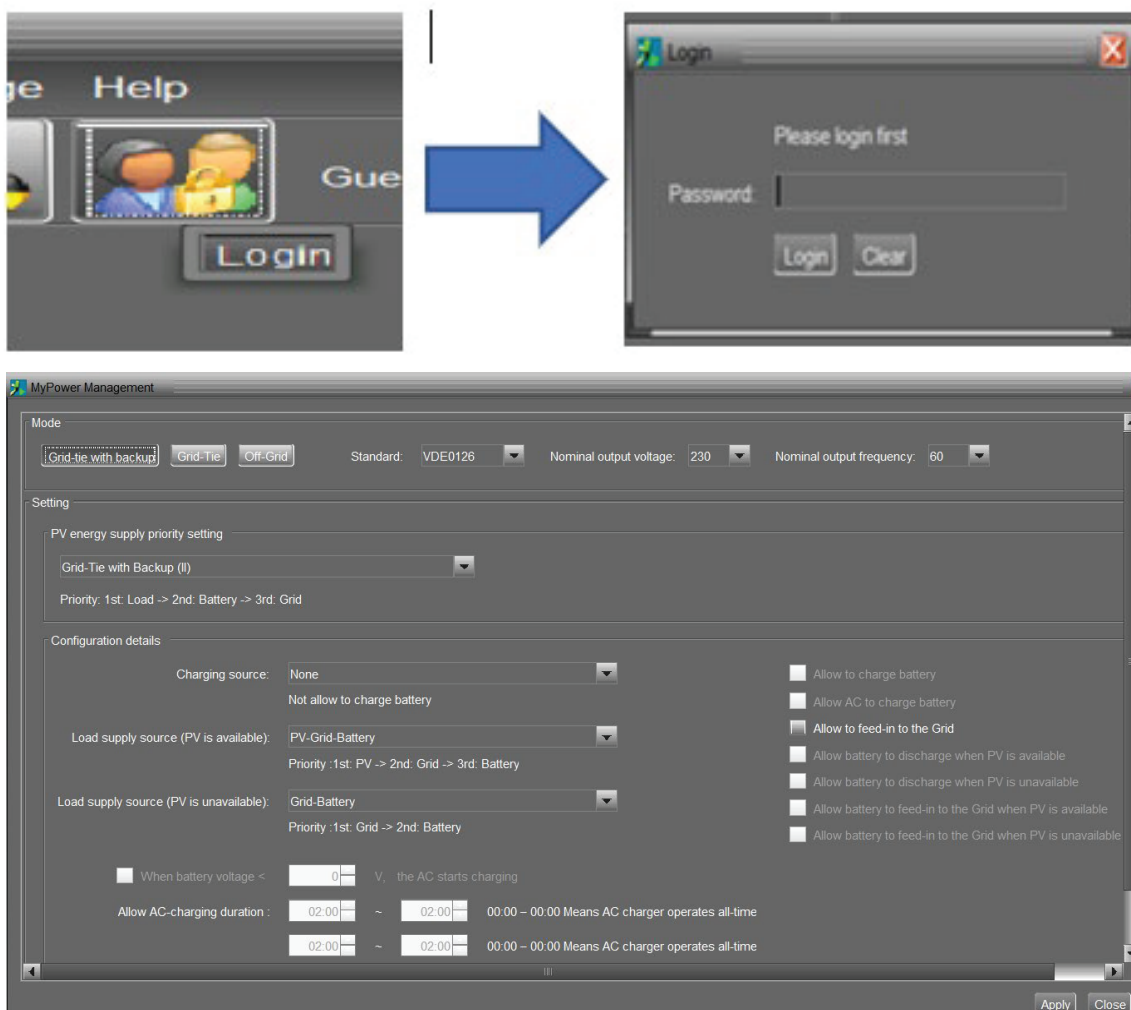 ge Help
Gue
Login
Login
Please login first
Password:
Login Clear
MyPower Management
Mode
Grid-tie with backup Grid-Tie Off-Grid Standard: VDE0126 Nominal output voltage: 230 Nominal output frequency: 60
Setting
PV energy supply priority setting
Grid-Tie with Backup (II)
Priority: 1st: Load -> 2nd: Battery -> 3rd: Grid
Configuration details
Charging source: None
Not allow to charge battery
Load supply source (PV is available): PV-Grid-Battery
Priority :1st: PV -> 2nd: Grid -> 3rd: Battery
Load supply source (PV is unavailable): Grid-Battery
Priority :1st: Grid -> 2nd: Battery
Allow to charge battery
Allow AC to charge battery
Allow to feed-in to the Grid
Allow battery to discharge when PV is available
Allow battery to discharge when PV is unavailable
Allow battery to feed-in to the Grid when PV is available
Allow battery to feed-in to the Grid when PV is unavailable
When battery voltage < 0 V, the AC starts charging
Allow AC-charging duration : 02:00 ~ 02:00 00:00 – 00:00 Means AC charger operates all-time
02:00 ~ 02:00 00:00 – 00:00 Means AC charger operates all-time
Apply Close